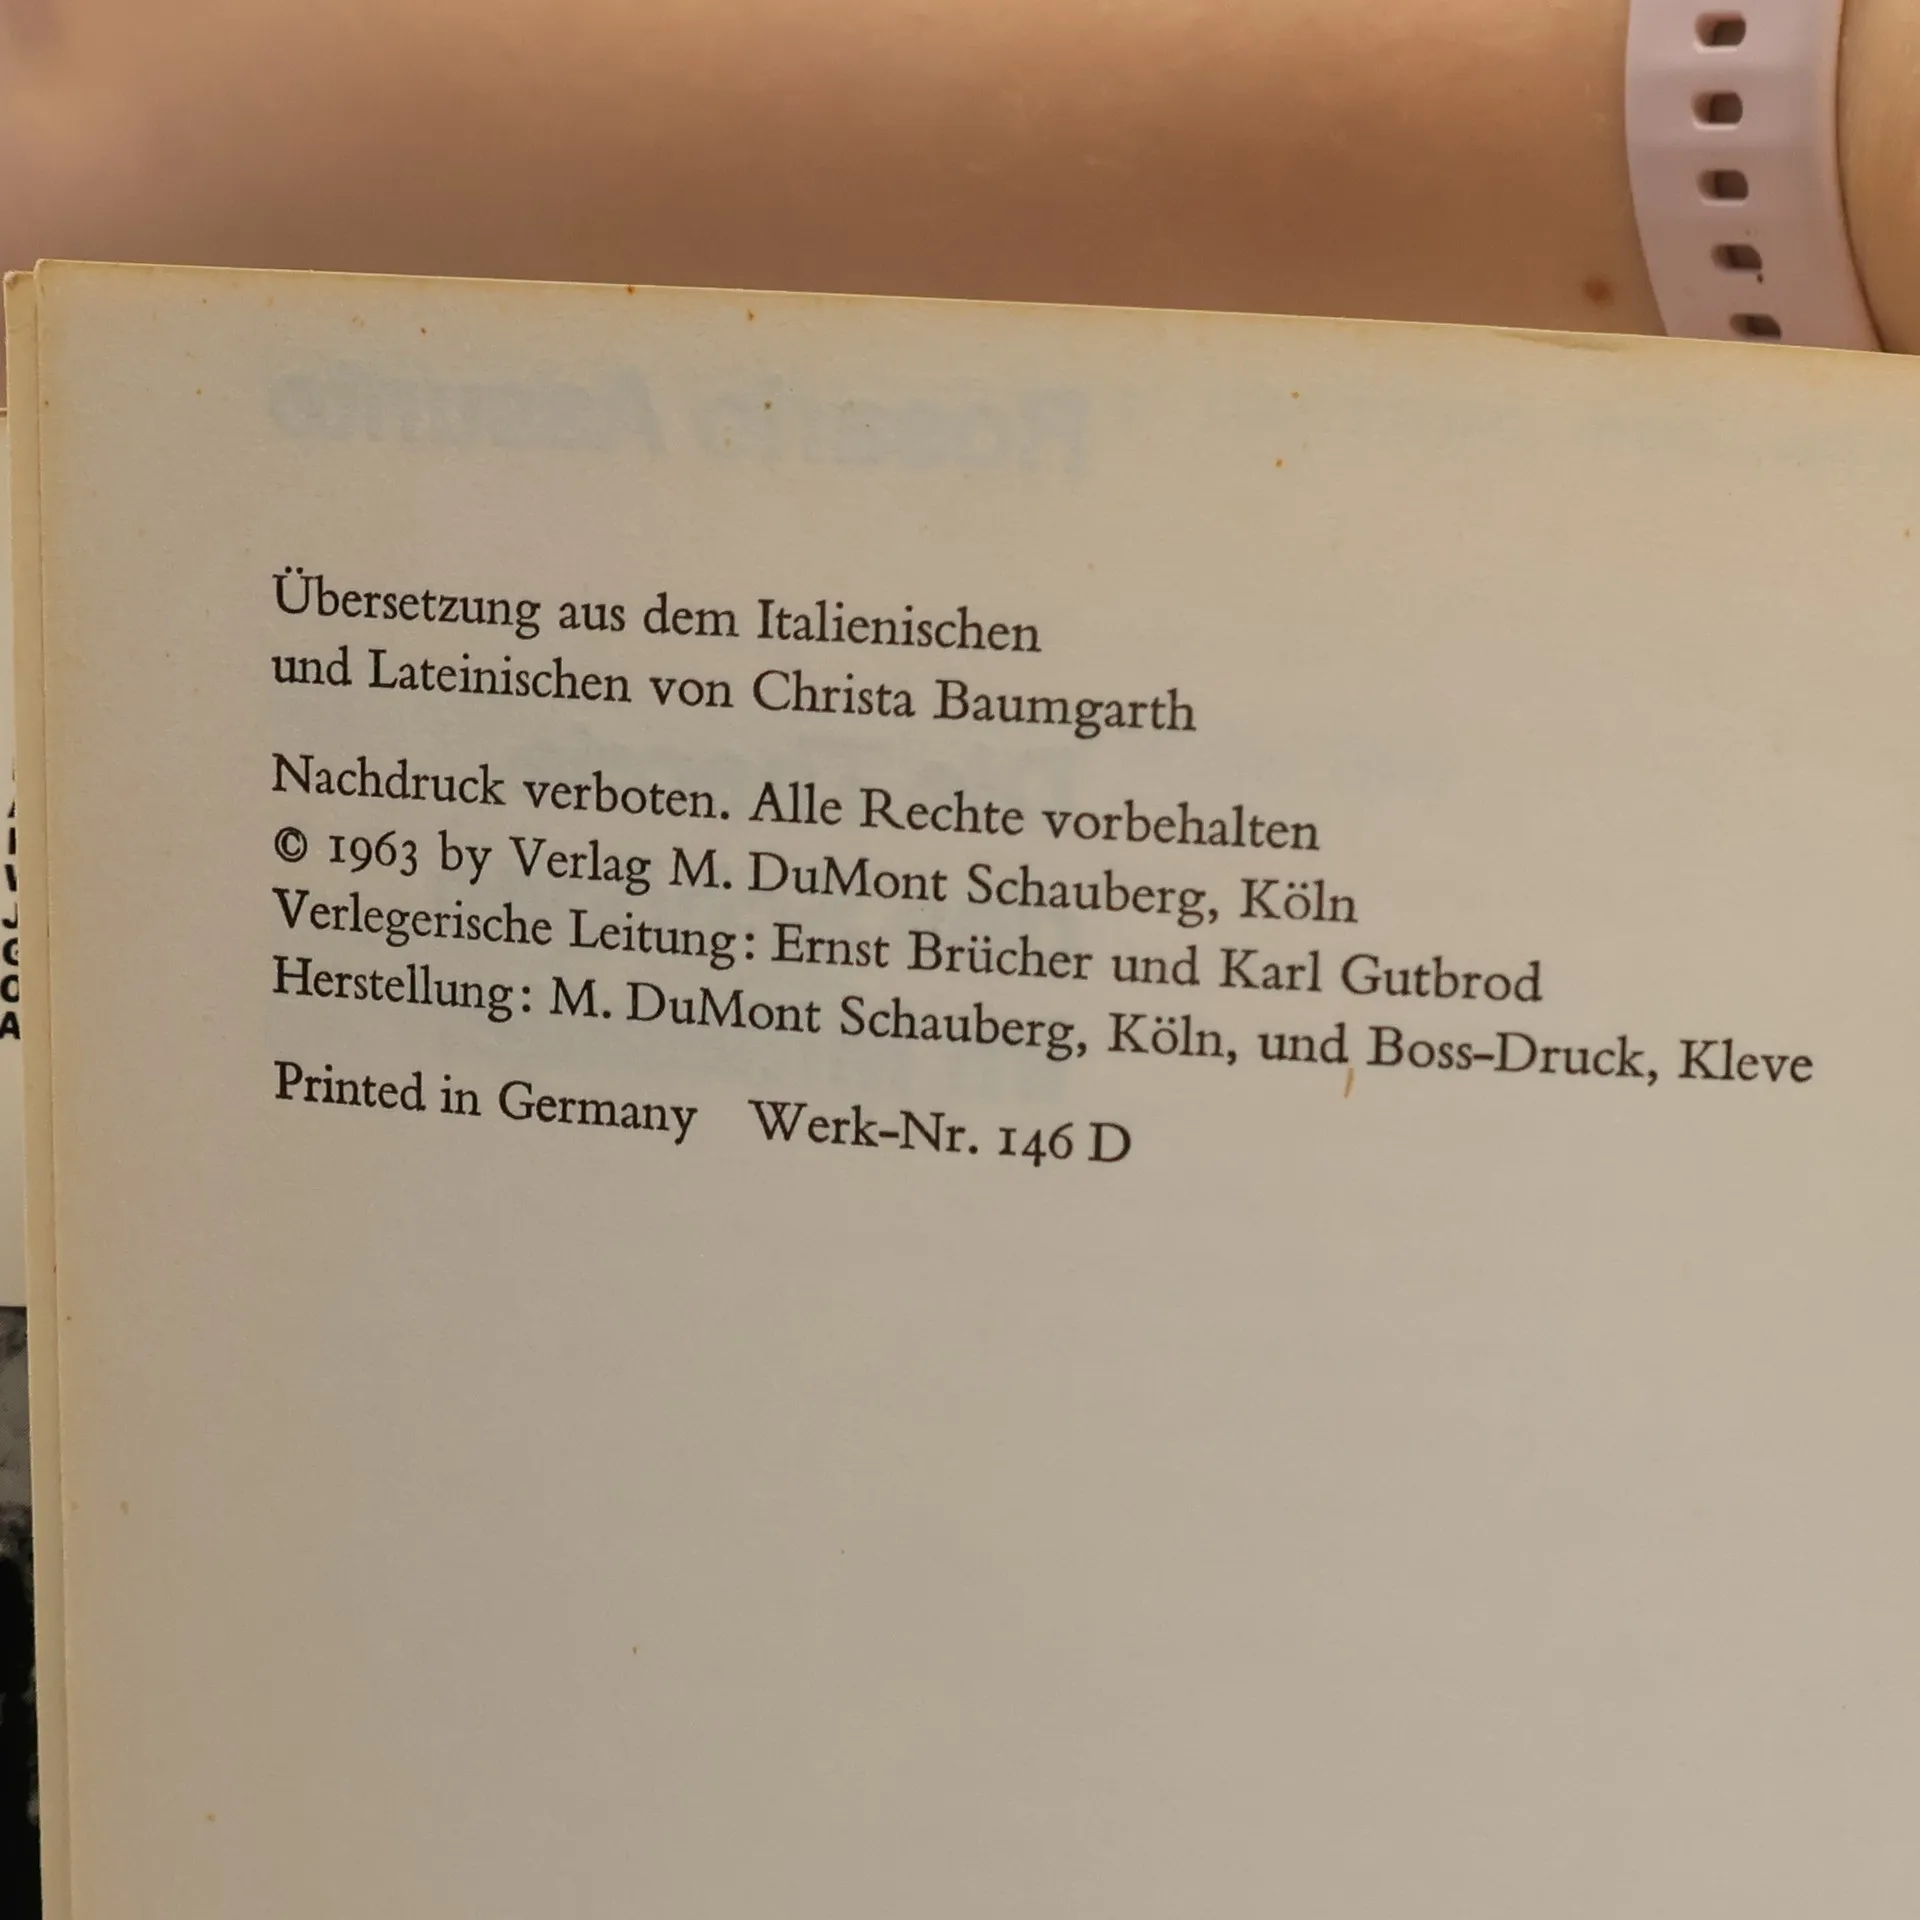 Übersetzung aus dem Italienischen
und Lateinischen von Christa Baumgarth
Nachdruck verboten. Alle Rechte vorbehalten
© 1963 by Verlag M. DuMont Schauberg, Köln
Verlegerische Leitung: Ernst Brücher und Karl Gutbrod
Herstellung: M. DuMont Schauberg, Köln, und Boss-Druck, Kleve
Printed in Germany Werk-Nr. 146 D